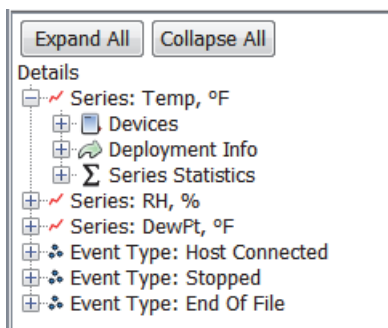 Expand All Collapse All
Details
Series: Temp, ºF
Devices
Deployment Info
Series Statistics
Series: RH, %
Series: DewPt, ºF
Event Type: Host Connected
Event Type: Stopped
Event Type: End Of File